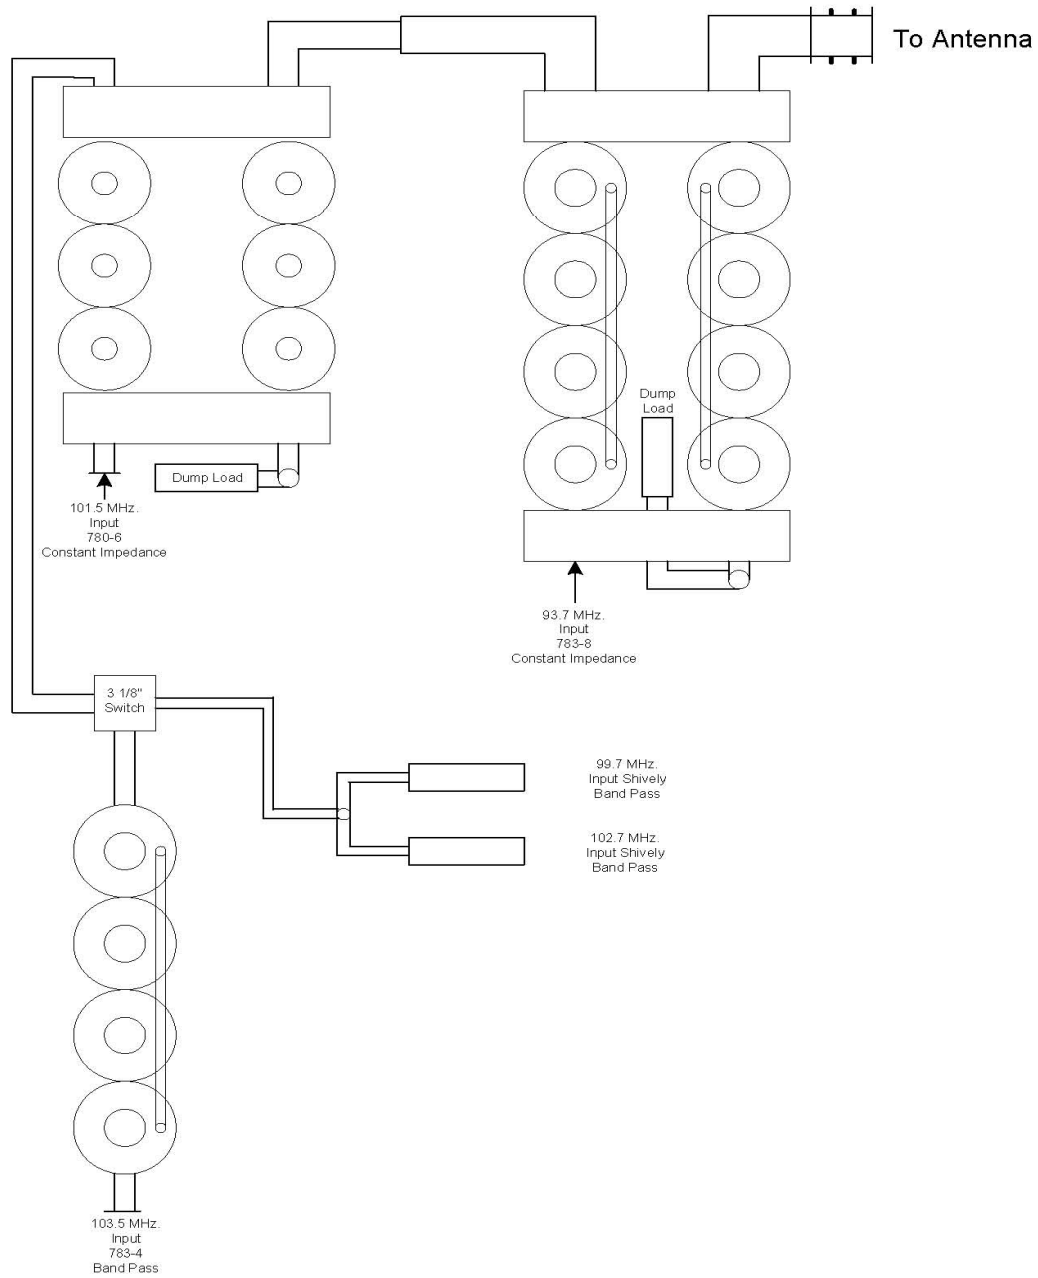 To Antenna
Dump
Load
Dump Load
101.5 MHz.
Input
780-6
Constant Impedance
93.7 MHz.
Input
783-8
Constant Impedance
3 1/8"
Switch
99.7 MHz.
Input Shively
Band Pass
102.7 MHz.
Input Shively
Band Pass
103.5 MHz.
Input
783-4
Band Pass